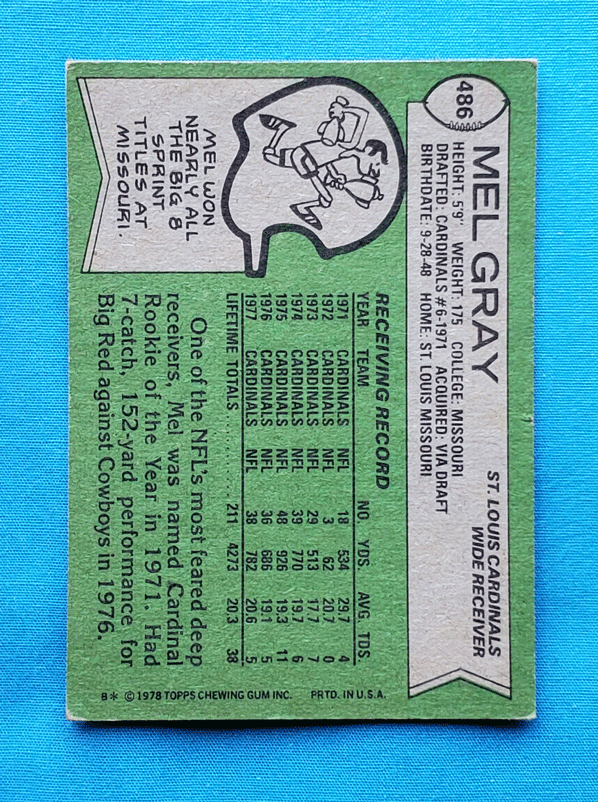 486
MEL GRAY
ST. LOUIS CARDINALS
WIDE RECEIVER
HEIGHT: 5'9" WEIGHT: 175 COLLEGE: MISSOURI
DRAFTED: CARDINALS #6-1971 ACQUIRED: VIA DRAFT
BIRTHDATE: 9-28-48 HOME: ST. LOUIS MISSOURI
MEL WON
NEARLY ALL
THE BIG 8
SPRINT
TITLES AT
MISSOURI.
RECEIVING RECORD
YEAR TEAM NO. YDS. AVG. TDS.
1971 CARDINALS NFL 18 534 29.7 4
1972 CARDINALS NFL 3 62 20.7 0
1973 CARDINALS NFL 29 513 17.7 7
1974 CARDINALS NFL 39 770 19.7 6
1975 CARDINALS NFL 48 926 19.3 11
1976 CARDINALS NFL 36 686 19.1 5
1977 CARDINALS NFL 38 782 20.6 5
LIFETIME TOTALS .......... 211 4273 20.3 38
One of the NFL's most feared deep
receivers, Mel was named Cardinal
Rookie of the Year in 1971. Had
7-catch, 152-yard performance for
Big Red against Cowboys in 1976.
B* © 1978 TOPPS CHEWING GUM INC. PRTD. IN U.S.A.